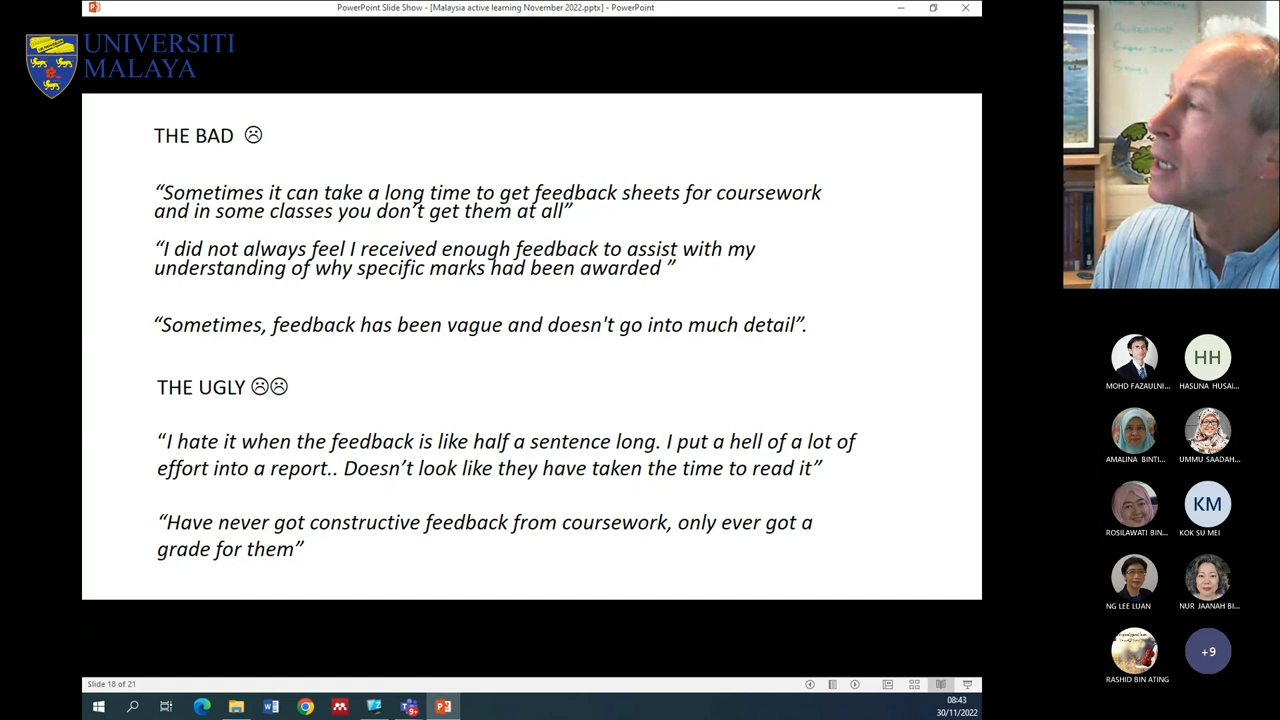 PowerPoint Slide Show - [Malaysia active learning November 2022.pptx] - PowerPoint
UNIVERSITI
MALAYA
THE BAD ☹
“Sometimes it can take a long time to get feedback sheets for coursework
and in some classes you don’t get them at all”
“I did not always feel I received enough feedback to assist with my
understanding of why specific marks had been awarded ”
“Sometimes, feedback has been vague and doesn't go into much detail”.
THE UGLY ☹☹
“I hate it when the feedback is like half a sentence long. I put a hell of a lot of
effort into a report.. Doesn’t look like they have taken the time to read it”
“Have never got constructive feedback from coursework, only ever got a
grade for them”
HH
MOHD FAZAULNI...
HASLINA HUSAI...
AMALINA BINTI...
UMMU SAADAH...
KM
ROSILAWATI BIN...
KOK SU MEI
NG LEE LUAN
NUR JAANAH BI...
+9
RASHID BIN ATING
Slide 18 of 21
9+
08:43
30/11/2022